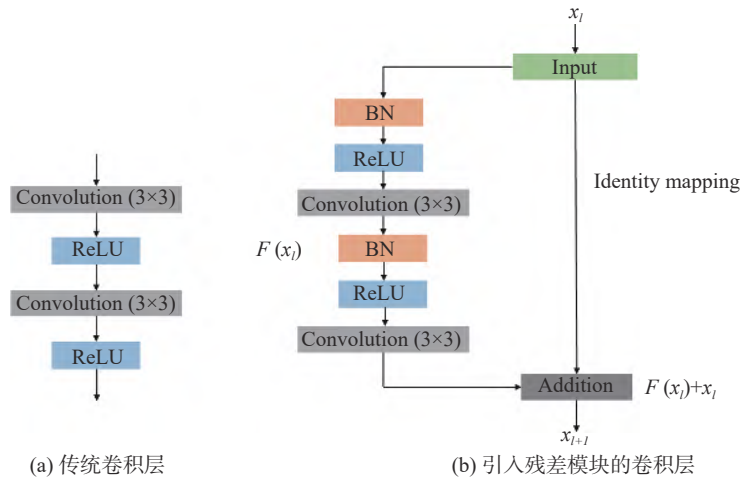 Convolution (3×3)
ReLU
Convolution (3×3)
ReLU
(a) 传统卷积层
x_l
Input
BN
ReLU
Convolution (3×3)
F (x_l)
BN
ReLU
Convolution (3×3)
Identity mapping
Addition
F (x_l)+x_l
x_{l+1}
(b) 引入残差模块的卷积层